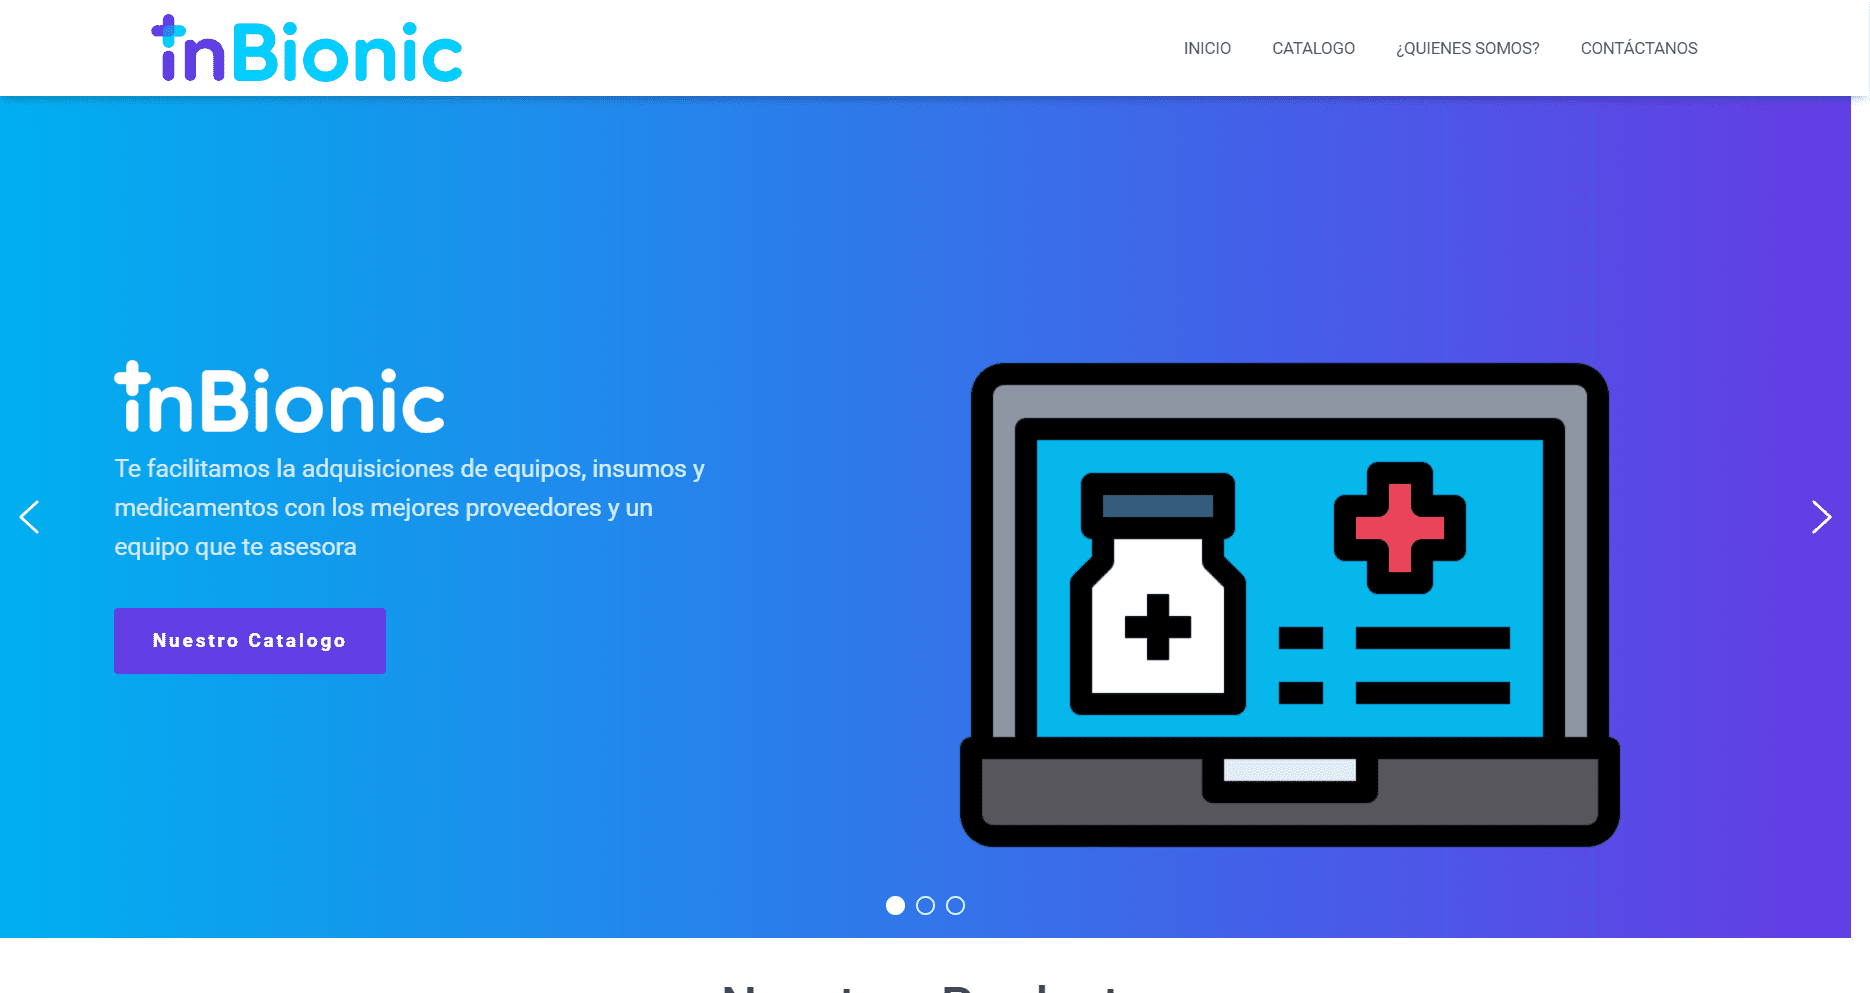 inBionic
INICIO CATALOGO ¿QUIENES SOMOS? CONTÁCTANOS
inBionic
Te facilitamos la adquisiciones de equipos, insumos y
medicamentos con los mejores proveedores y un
equipo que te asesora
Nuestro Catalogo